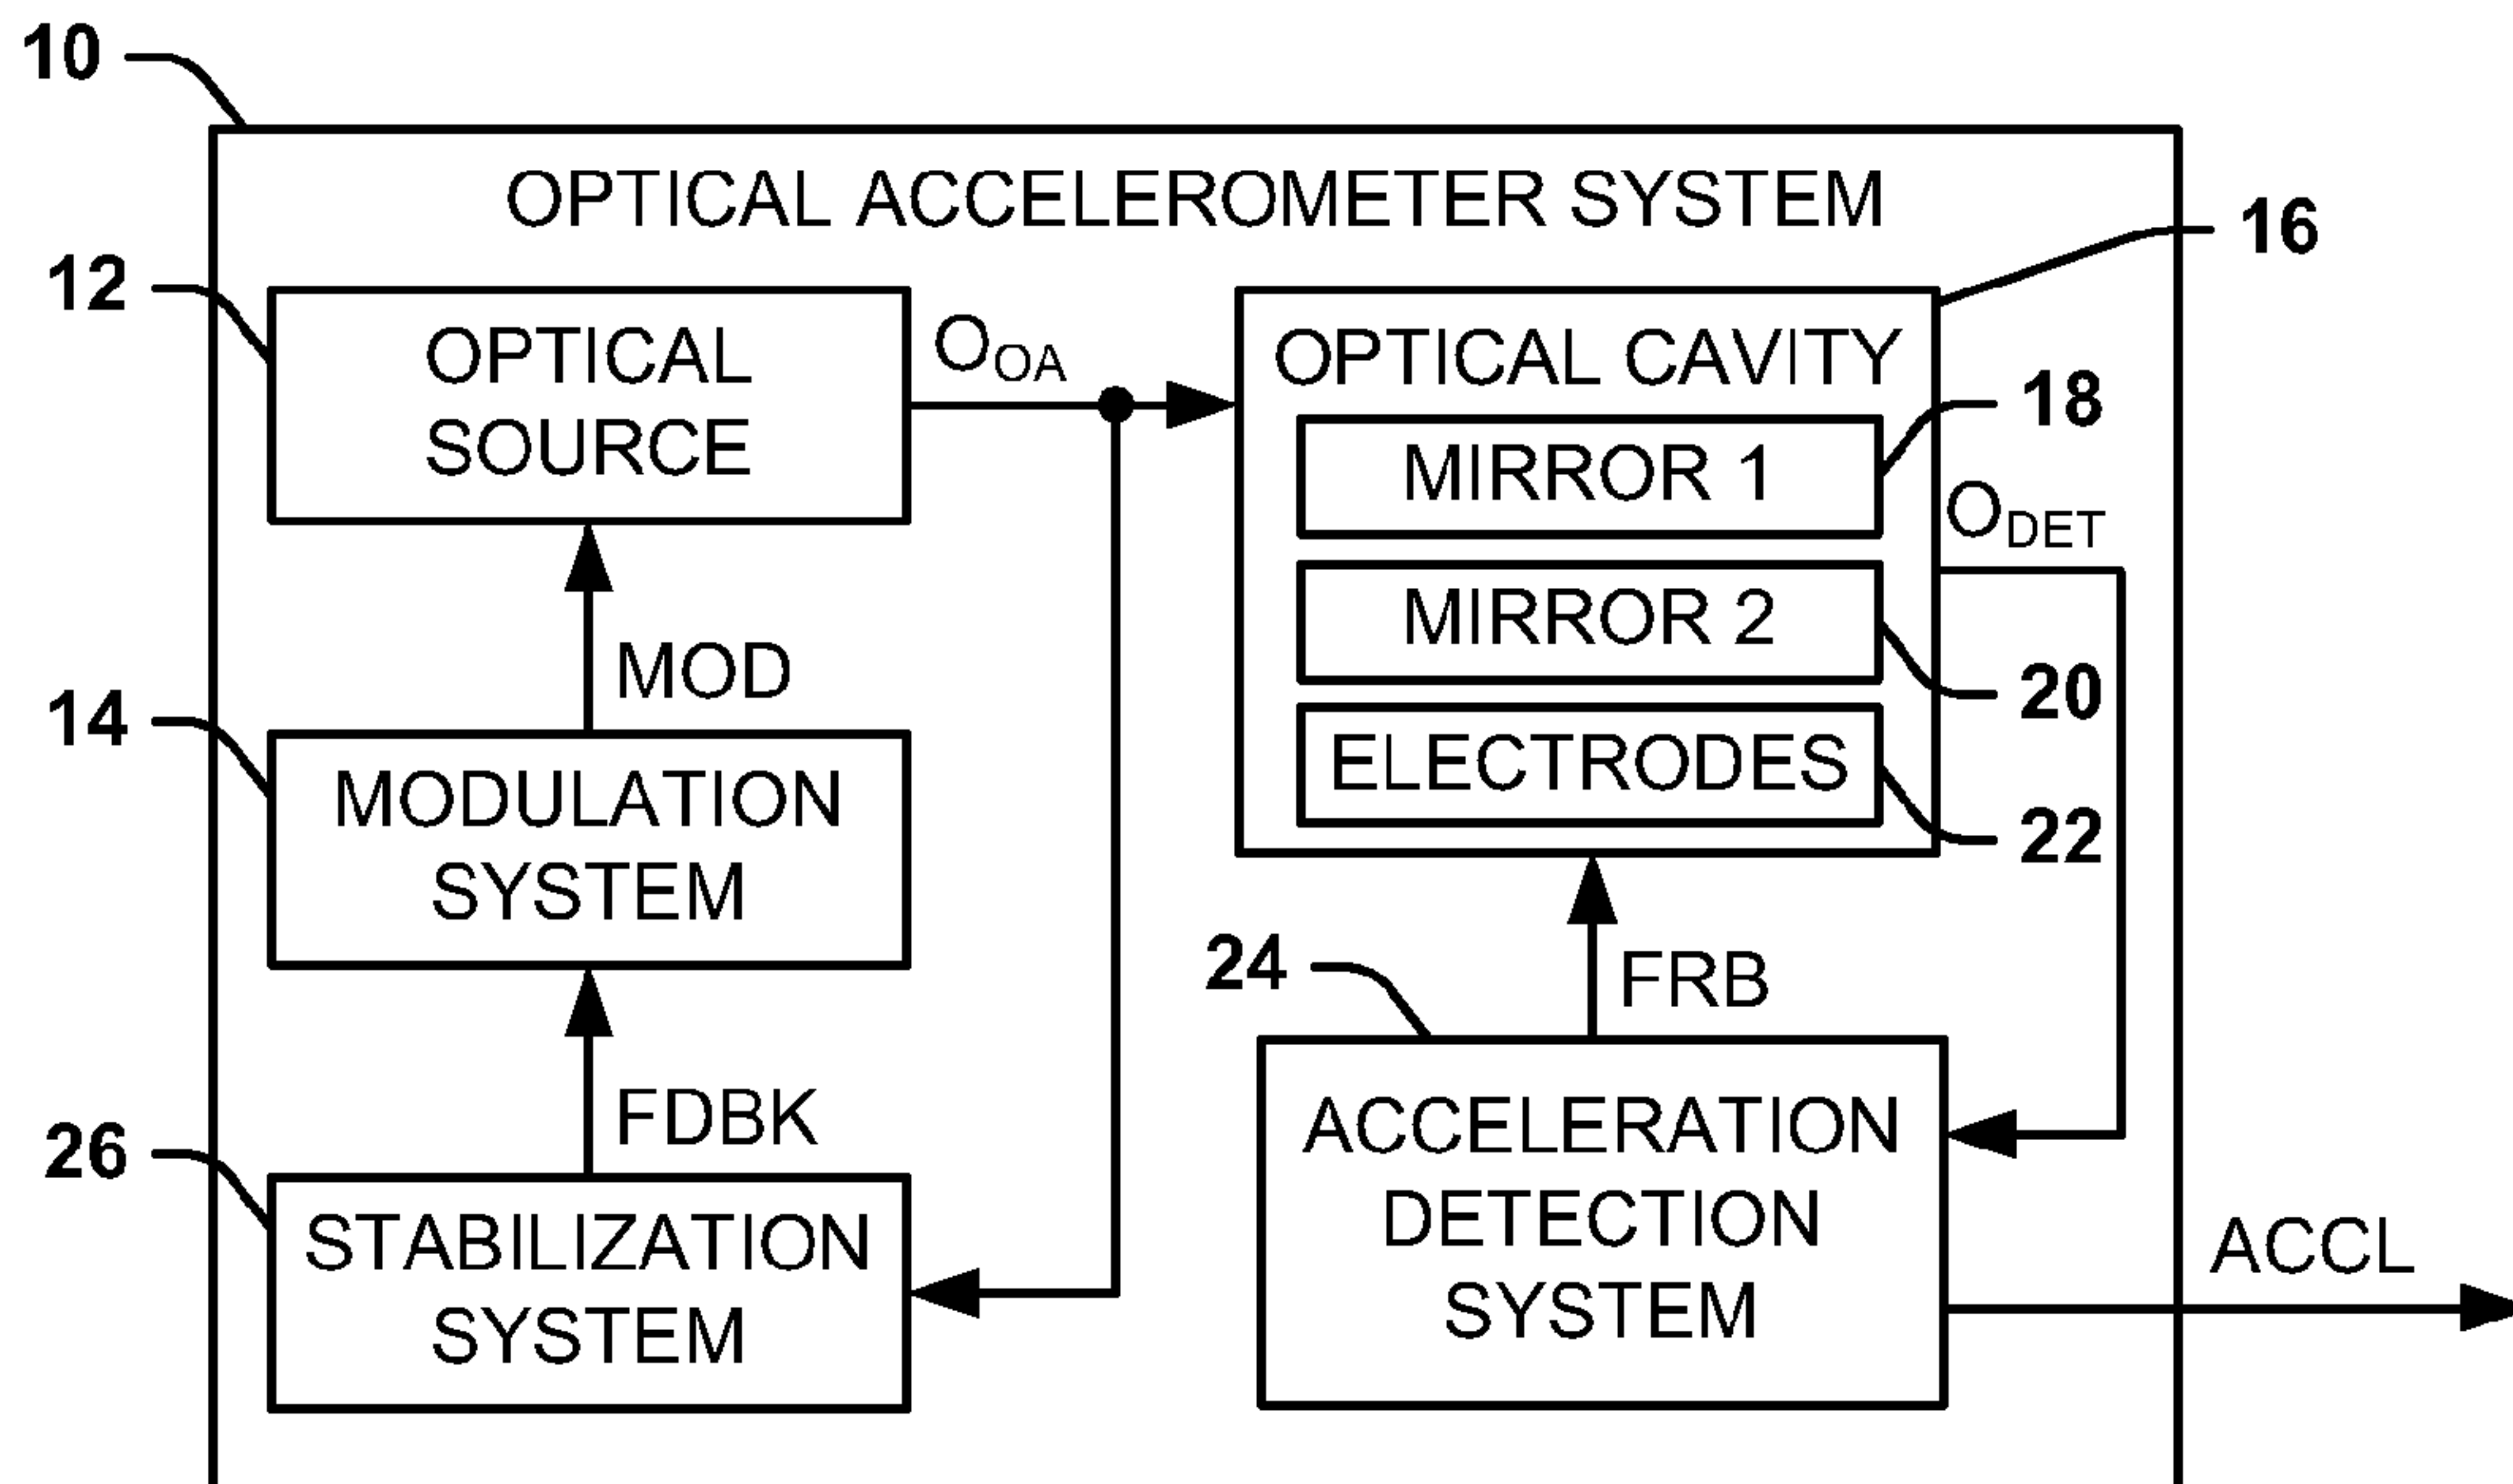 10
OPTICAL ACCELEROMETER SYSTEM
16
12
OPTICAL
SOURCE
OOA
OPTICAL CAVITY
18
MIRROR 1
ODET
MIRROR 2
20
MOD
14
MODULATION
SYSTEM
ELECTRODES
22
24
FRB
FDBK
26
STABILIZATION
SYSTEM
ACCELERATION
DETECTION
SYSTEM
ACCL